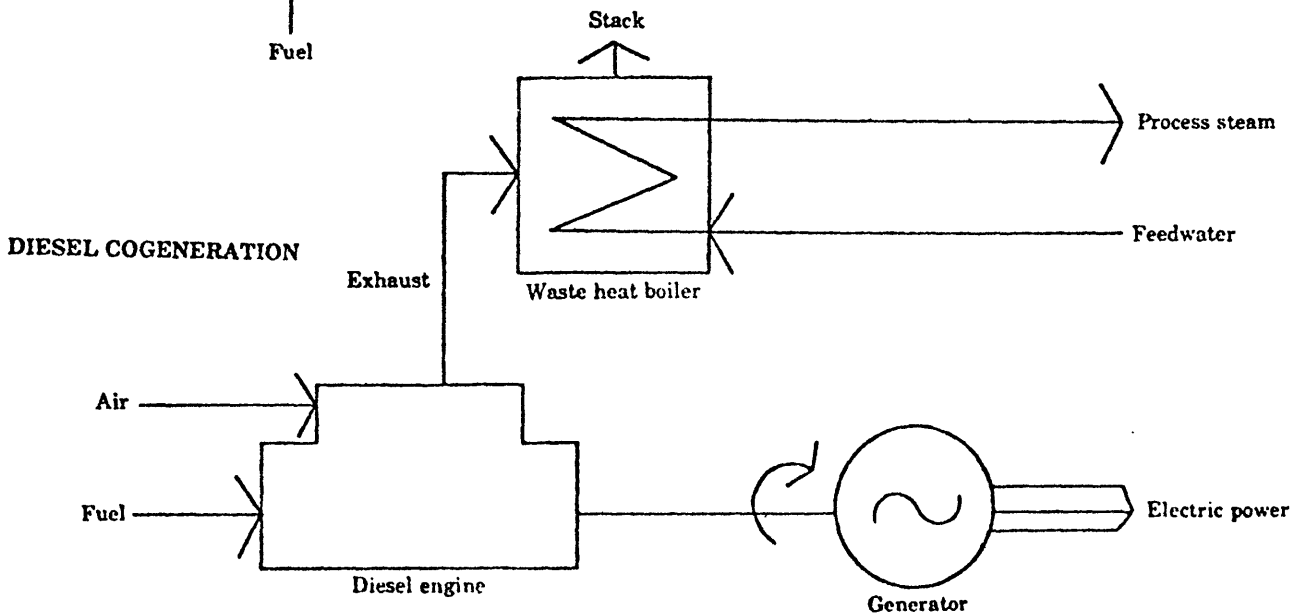 Fuel
Stack
Process steam
DIESEL COGENERATION
Feedwater
Exhaust
Waste heat boiler
Air
Fuel
Electric power
Diesel engine
Generator